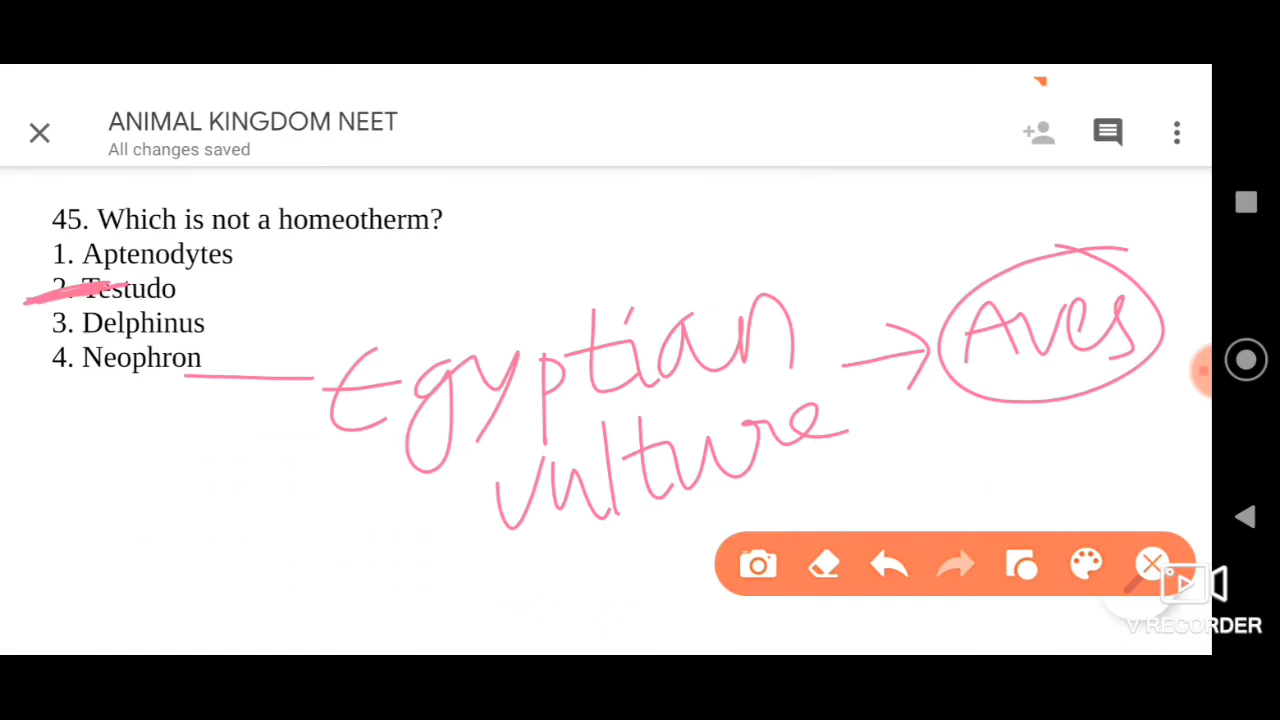 ANIMAL KINGDOM NEET
All changes saved
45. Which is not a homeotherm?
1. Aptenodytes
2. Testudo
3. Delphinus
4. Neophron
Egyptian
vulture
Aves
V RECORDER